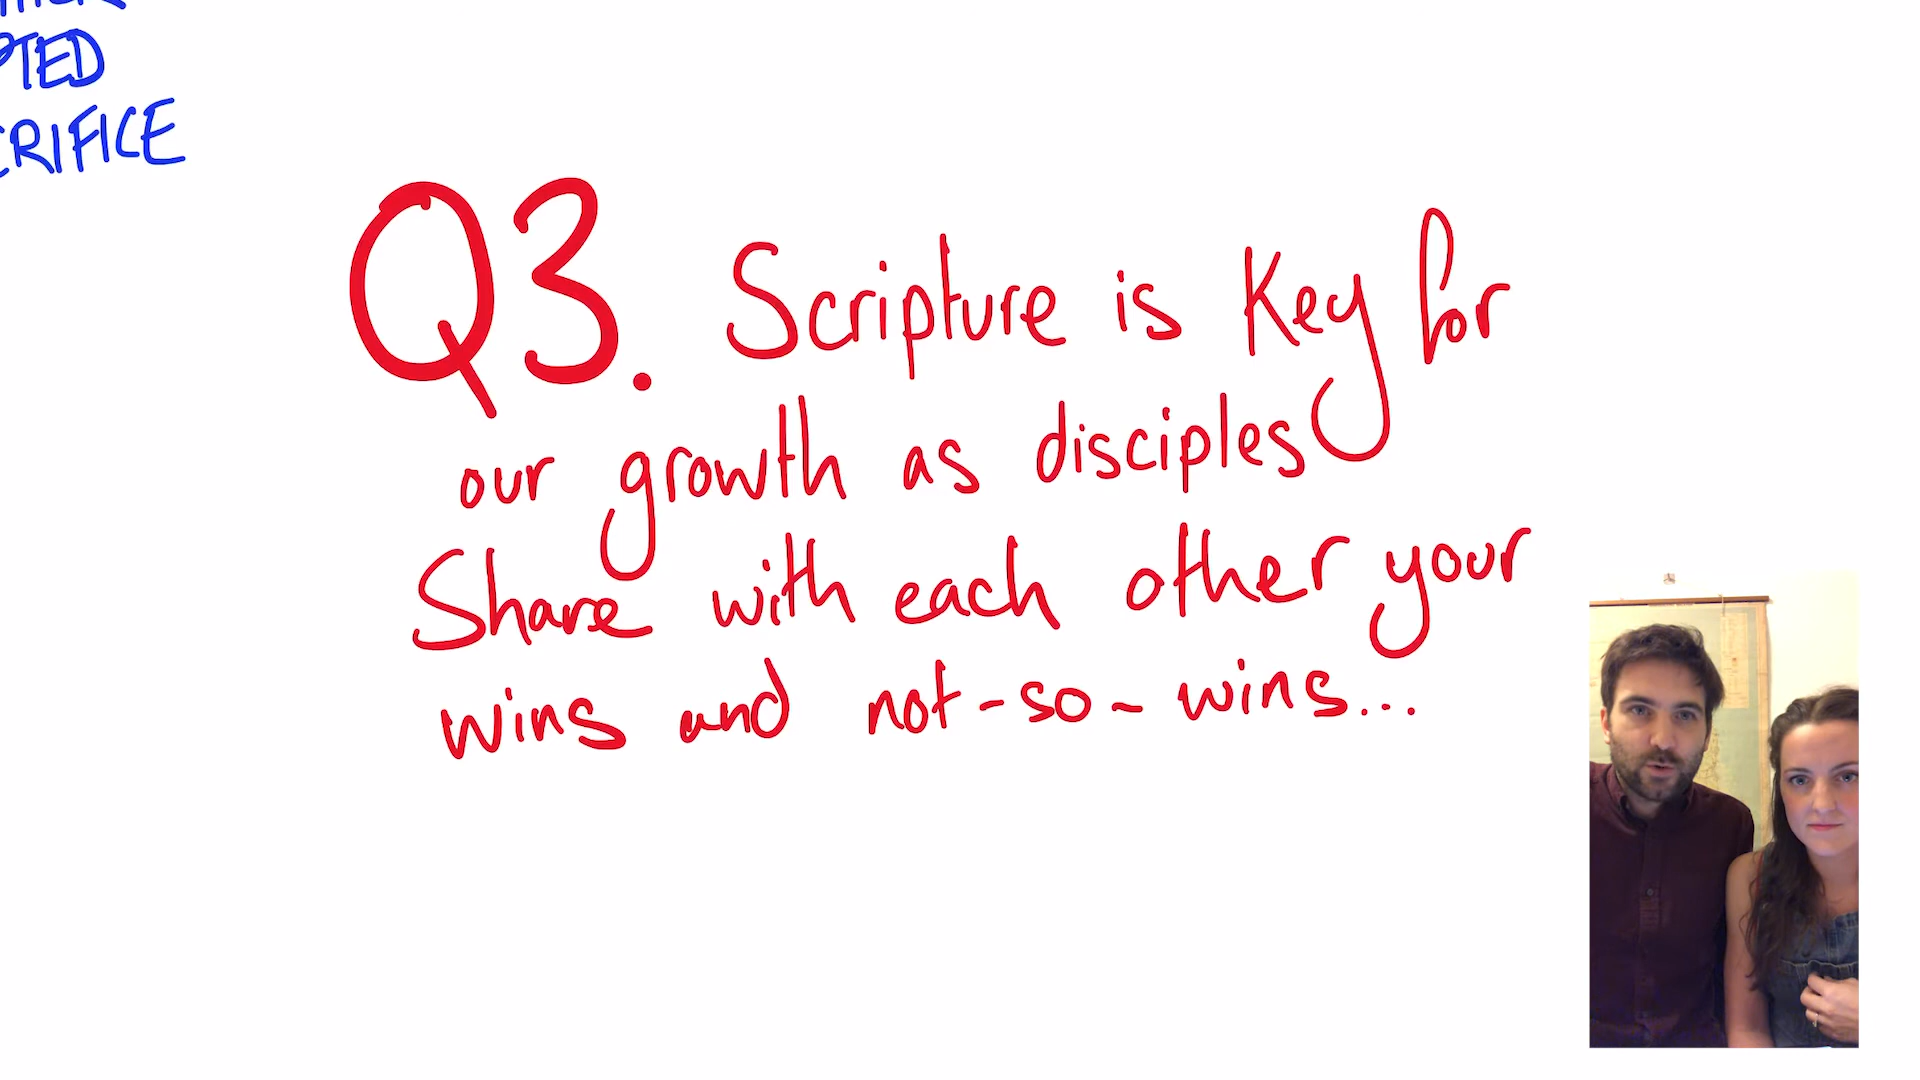 PTED
CRIFICE
Q3. Scripture is Key for
our growth as disciples
Share with each other your
wins and not-so-wins...